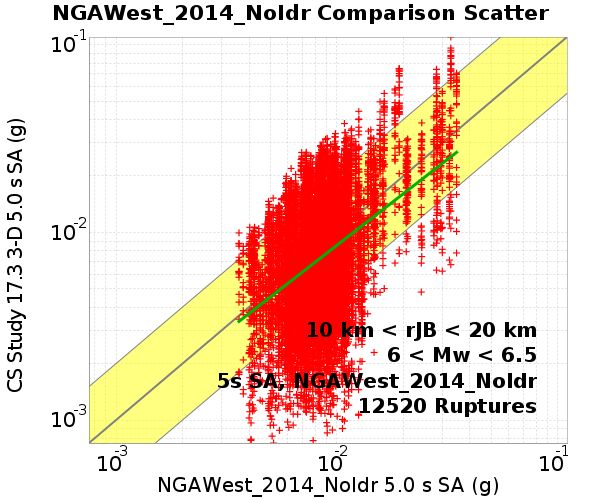 NGAWest_2014_NoIdr Comparison Scatter
CS Study 17.3 3-D 5.0 s SA (g)
10⁻¹
10⁻²
10⁻³
10 km < rJB < 20 km
6 < Mw < 6.5
5s SA, NGAWest_2014_NoIdr
12520 Ruptures
10⁻³ 10⁻² 10⁻¹
NGAWest_2014_NoIdr 5.0 s SA (g)